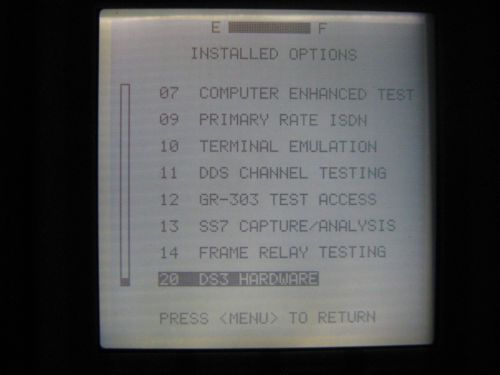 E F
INSTALLED OPTIONS
07 COMPUTER ENHANCED TEST
09 PRIMARY RATE ISDN
10 TERMINAL EMULATION
11 DDS CHANNEL TESTING
12 GR-303 TEST ACCESS
13 SS7 CAPTURE/ANALYSIS
14 FRAME RELAY TESTING
20 DS3 HARDWARE
PRESS <MENU> TO RETURN